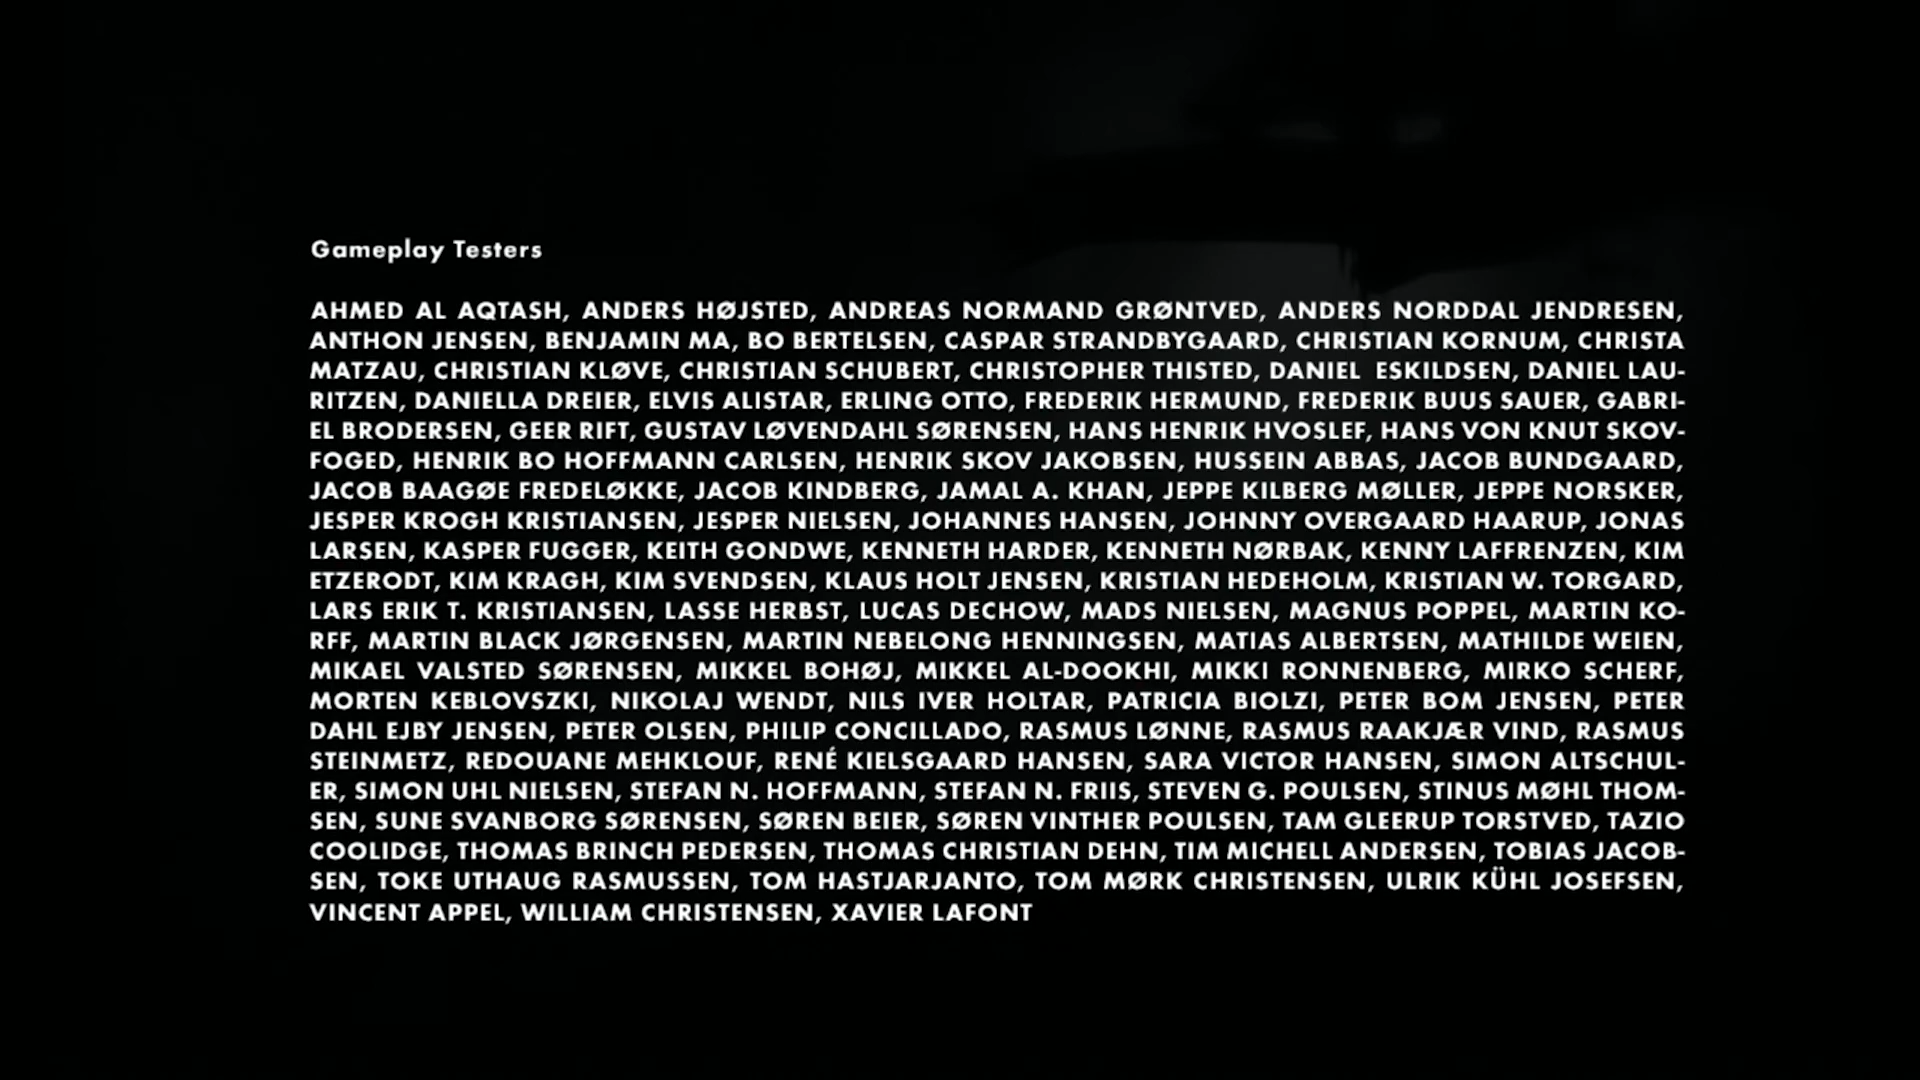 Gameplay Testers
AHMED AL AQTASH, ANDERS HØJSTED, ANDREAS NORMAND GRØNTVED, ANDERS NORDDAL JENDRESEN,
ANTHON JENSEN, BENJAMIN MA, BO BERTELSEN, CASPAR STRANDBYGAARD, CHRISTIAN KORNUM, CHRISTA
MATZAU, CHRISTIAN KLØVE, CHRISTIAN SCHUBERT, CHRISTOPHER THISTED, DANIEL  ESKILDSEN, DANIEL LAU-
RITZEN, DANIELLA DREIER, ELVIS ALISTAR, ERLING OTTO, FREDERIK HERMUND, FREDERIK BUUS SAUER, GABRI-
EL BRODERSEN, GEER RIFT, GUSTAV LØVENDAHL SØRENSEN, HANS HENRIK HVOSLEF, HANS VON KNUT SKOV-
FOGED, HENRIK BO HOFFMANN CARLSEN, HENRIK SKOV JAKOBSEN, HUSSEIN ABBAS, JACOB BUNDGAARD,
JACOB BAAGØE FREDELØKKE, JACOB KINDBERG, JAMAL A. KHAN, JEPPE KILBERG MØLLER, JEPPE NORSKER,
JESPER KROGH KRISTIANSEN, JESPER NIELSEN, JOHANNES HANSEN, JOHNNY OVERGAARD HAARUP, JONAS
LARSEN, KASPER FUGGER, KEITH GONDWE, KENNETH HARDER, KENNETH NØRBAK, KENNY LAFFRENZEN, KIM
ETZERODT, KIM KRAGH, KIM SVENDSEN, KLAUS HOLT JENSEN, KRISTIAN HEDEHOLM, KRISTIAN W. TORGARD,
LARS ERIK T. KRISTIANSEN, LASSE HERBST, LUCAS DECHOW, MADS NIELSEN, MAGNUS POPPEL, MARTIN KO-
RFF, MARTIN BLACK JØRGENSEN, MARTIN NEBELONG HENNINGSEN, MATIAS ALBERTSEN, MATHILDE WEIEN,
MIKAEL VALSTED SØRENSEN, MIKKEL BOHØJ, MIKKEL AL-DOOKHI, MIKKI RONNENBERG, MIRKO SCHERF,
MORTEN KEBLOVSZKI, NIKOLAJ WENDT, NILS IVER HOLTAR, PATRICIA BIOLZI, PETER BOM JENSEN, PETER
DAHL EJBY JENSEN, PETER OLSEN, PHILIP CONCILLADO, RASMUS LØNNE, RASMUS RAAKJÆR VIND, RASMUS
STEINMETZ, REDOUANE MEHKLOUF, RENÉ KIELSGAARD HANSEN, SARA VICTOR HANSEN, SIMON ALTSCHUL-
ER, SIMON UHL NIELSEN, STEFAN N. HOFFMANN, STEFAN N. FRIIS, STEVEN G. POULSEN, STINUS MØHL THOM-
SEN, SUNE SVANBORG SØRENSEN, SØREN BEIER, SØREN VINTHER POULSEN, TAM GLEERUP TORSTVED, TAZIO
COOLIDGE, THOMAS BRINCH PEDERSEN, THOMAS CHRISTIAN DEHN, TIM MICHELL ANDERSEN, TOBIAS JACOB-
SEN, TOKE UTHAUG RASMUSSEN, TOM HASTJARJANTO, TOM MØRK CHRISTENSEN, ULRIK KÜHL JOSEFSEN,
VINCENT APPEL, WILLIAM CHRISTENSEN, XAVIER LAFONT